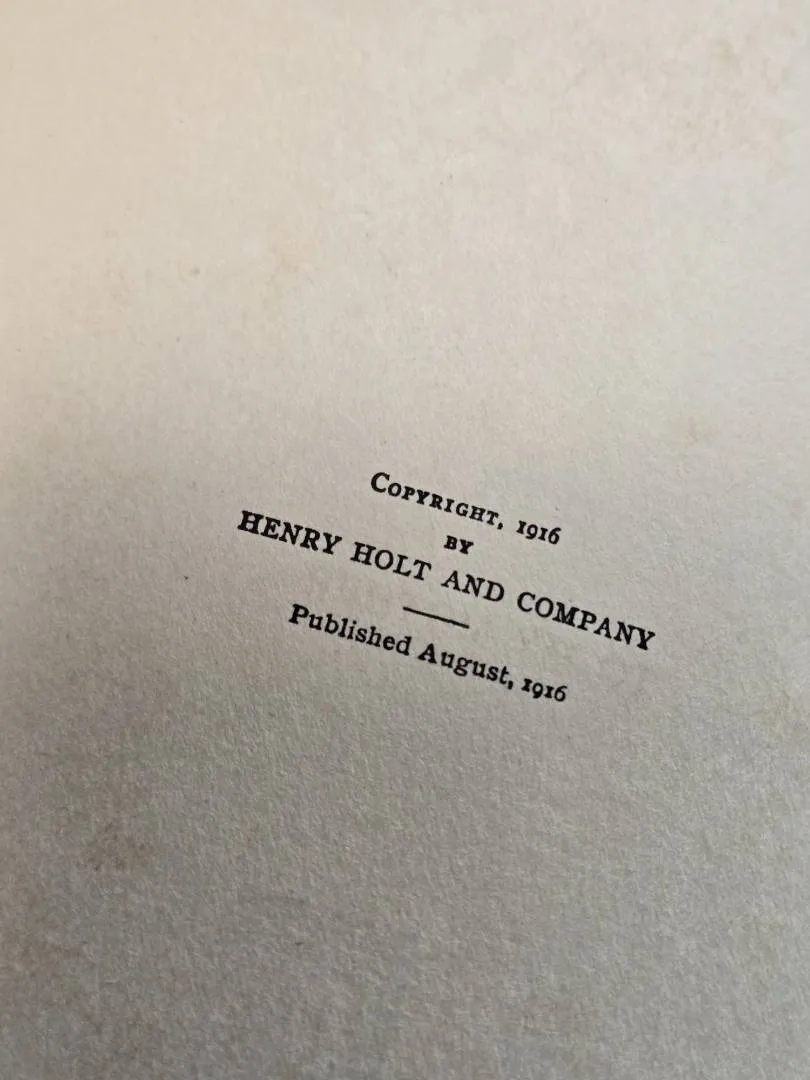 Copyright, 1916
BY
HENRY HOLT AND COMPANY
Published August, 1916